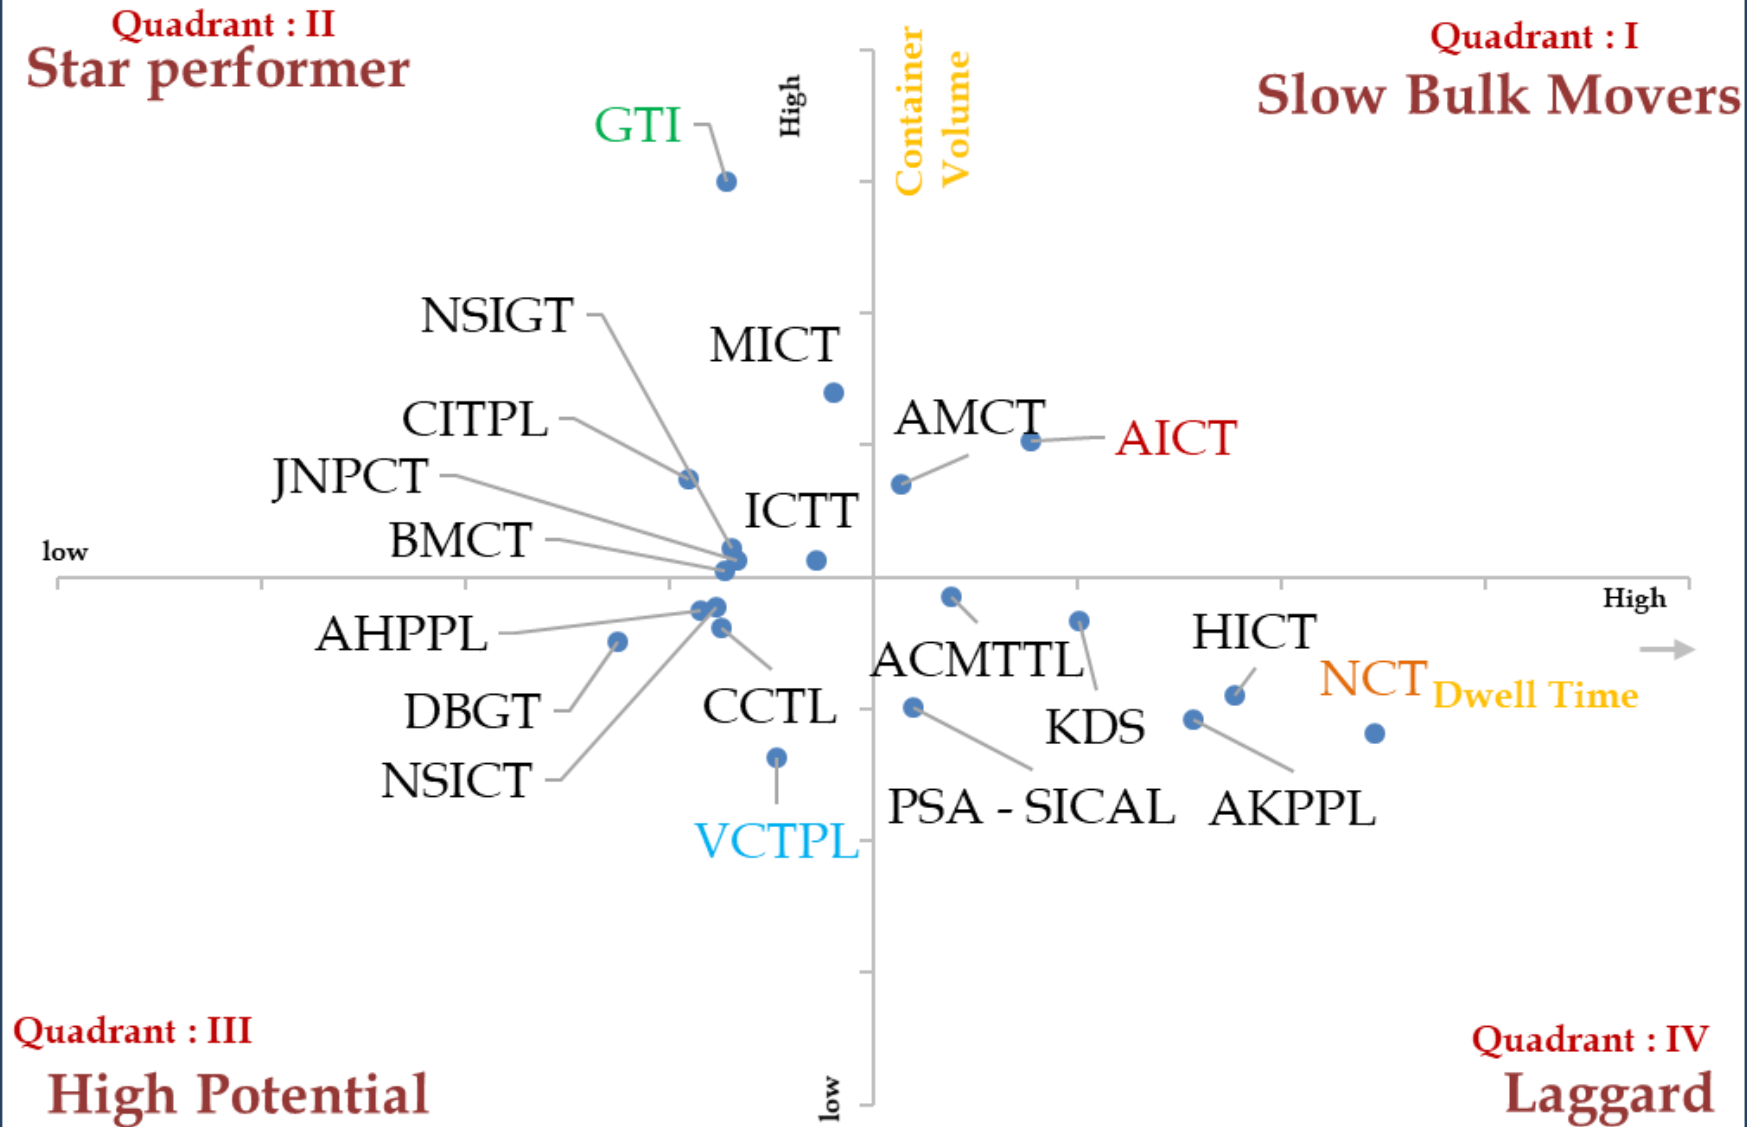 Quadrant : II
Star performer
Quadrant : I
Slow Bulk Movers
High
Container
Volume
GTI
NSIGT
MICT
CITPL
AMCT
AICT
JNPCT
ICTT
BMCT
low
High
AHPPL
HICT
ACMTTL
NCT
Dwell Time
DBGT
CCTL
KDS
NSICT
PSA - SICAL
AKPPL
VCTPL
Quadrant : III
High Potential
low
Quadrant : IV
Laggard